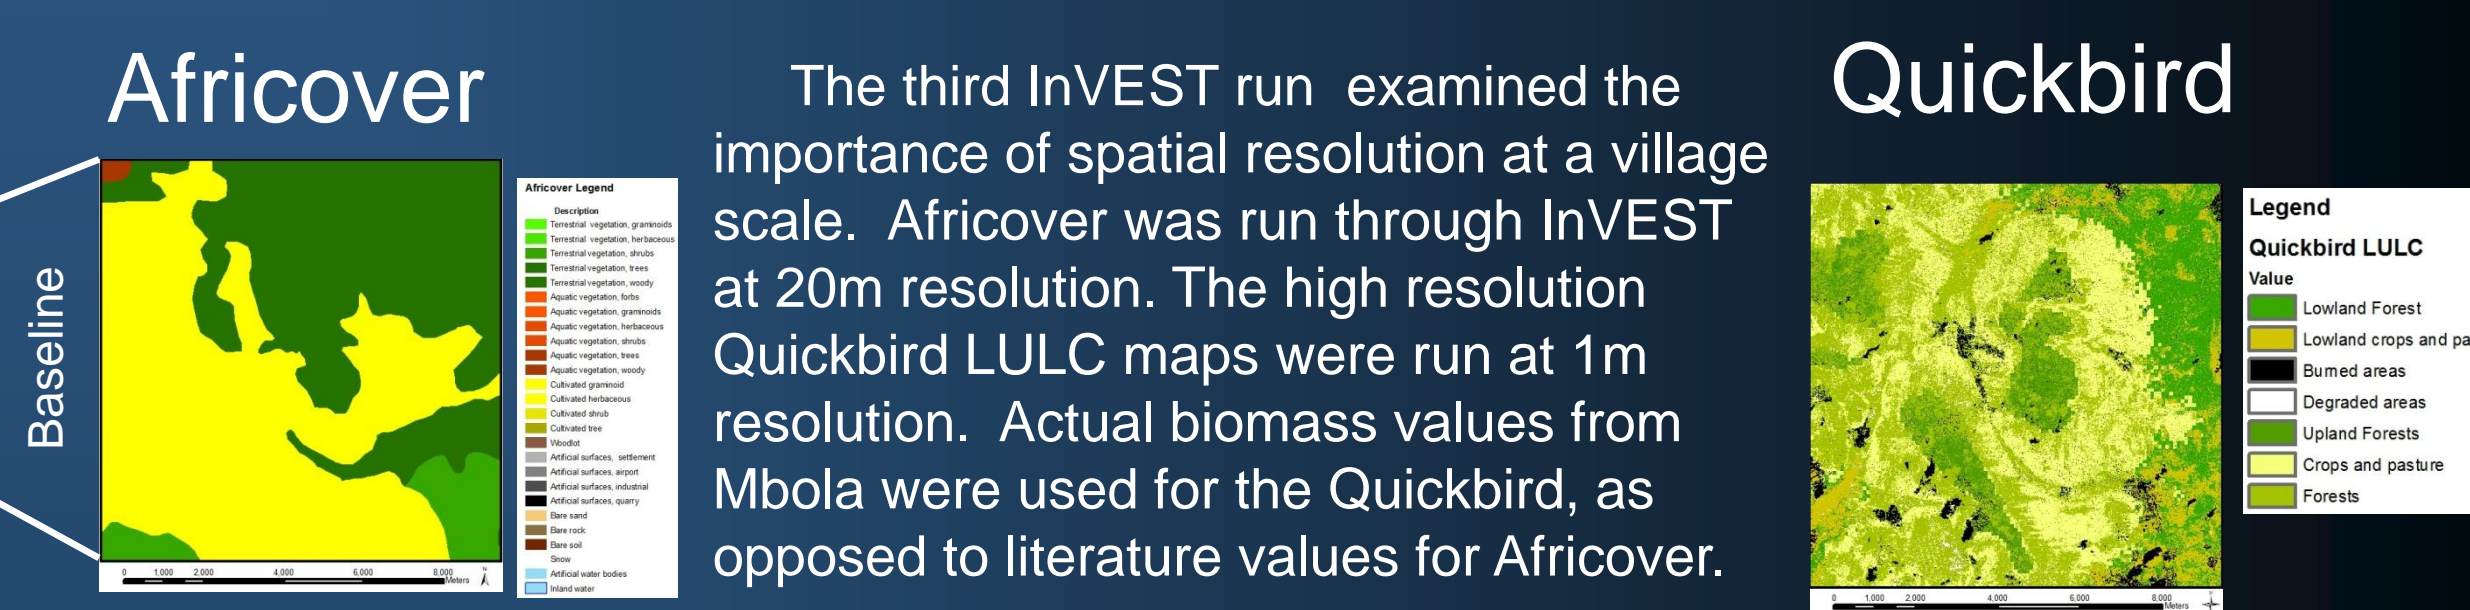 Africover
Baseline
0 1,000 2,000 4,000 6,000 8,000
Meters
N
Africover Legend
Description
Terrestrial vegetation, graminoids
Terrestrial vegetation, herbaceous
Terrestrial vegetation, shrubs
Terrestrial vegetation, trees
Terrestrial vegetation, woody
Aquatic vegetation, forbs
Aquatic vegetation, graminoids
Aquatic vegetation, herbaceous
Aquatic vegetation, shrubs
Aquatic vegetation, trees
Aquatic vegetation, woody
Cultivated graminoid
Cultivated herbaceous
Cultivated shrub
Cultivated tree
Woodlot
Artificial surfaces, settlement
Artificial surfaces, airport
Artificial surfaces, industrial
Artificial surfaces, quarry
Bare sand
Bare rock
Bare soil
Snow
Artificial water bodies
Inland water
The third InVEST run examined the
importance of spatial resolution at a village
scale. Africover was run through InVEST
at 20m resolution. The high resolution
Quickbird LULC maps were run at 1m
resolution. Actual biomass values from
Mbola were used for the Quickbird, as
opposed to literature values for Africover.
Quickbird
0 1,000 2,000 4,000 6,000 8,000
Meters
Legend
Quickbird LULC
Value
Lowland Forest
Lowland crops and pa
Burned areas
Degraded areas
Upland Forests
Crops and pasture
Forests